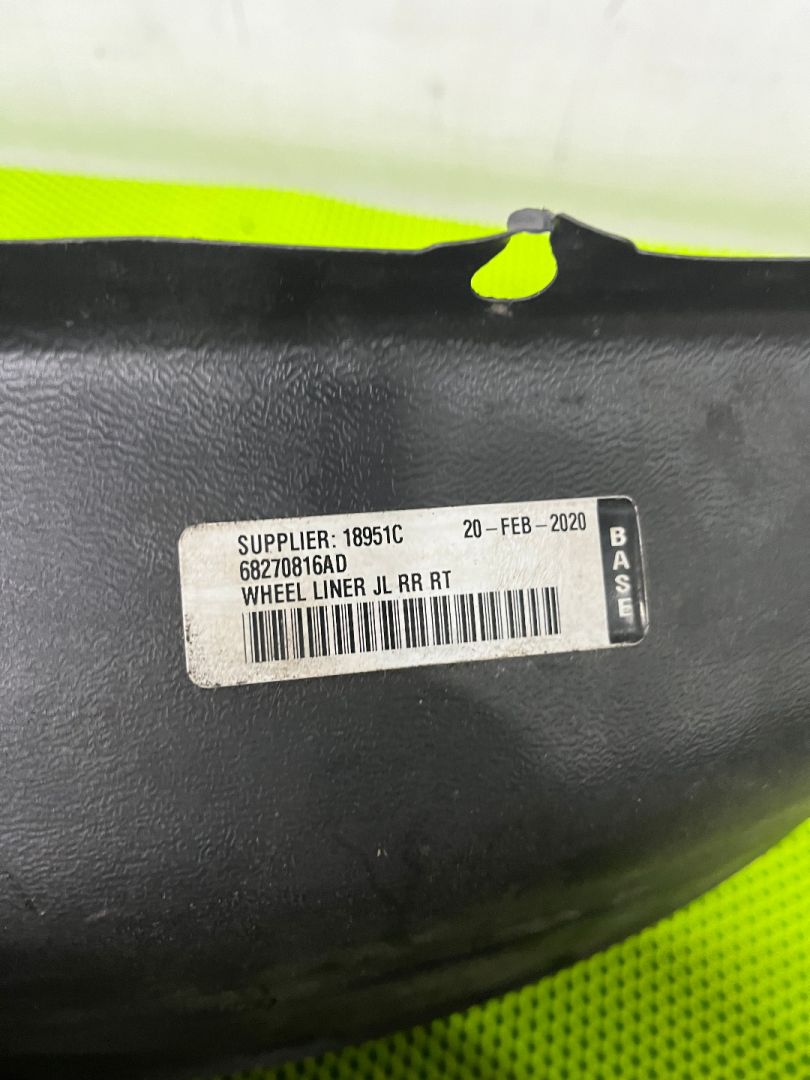 SUPPLIER: 18951C 20-FEB-2020
68270816AD
WHEEL LINER JL RR RT
BASE